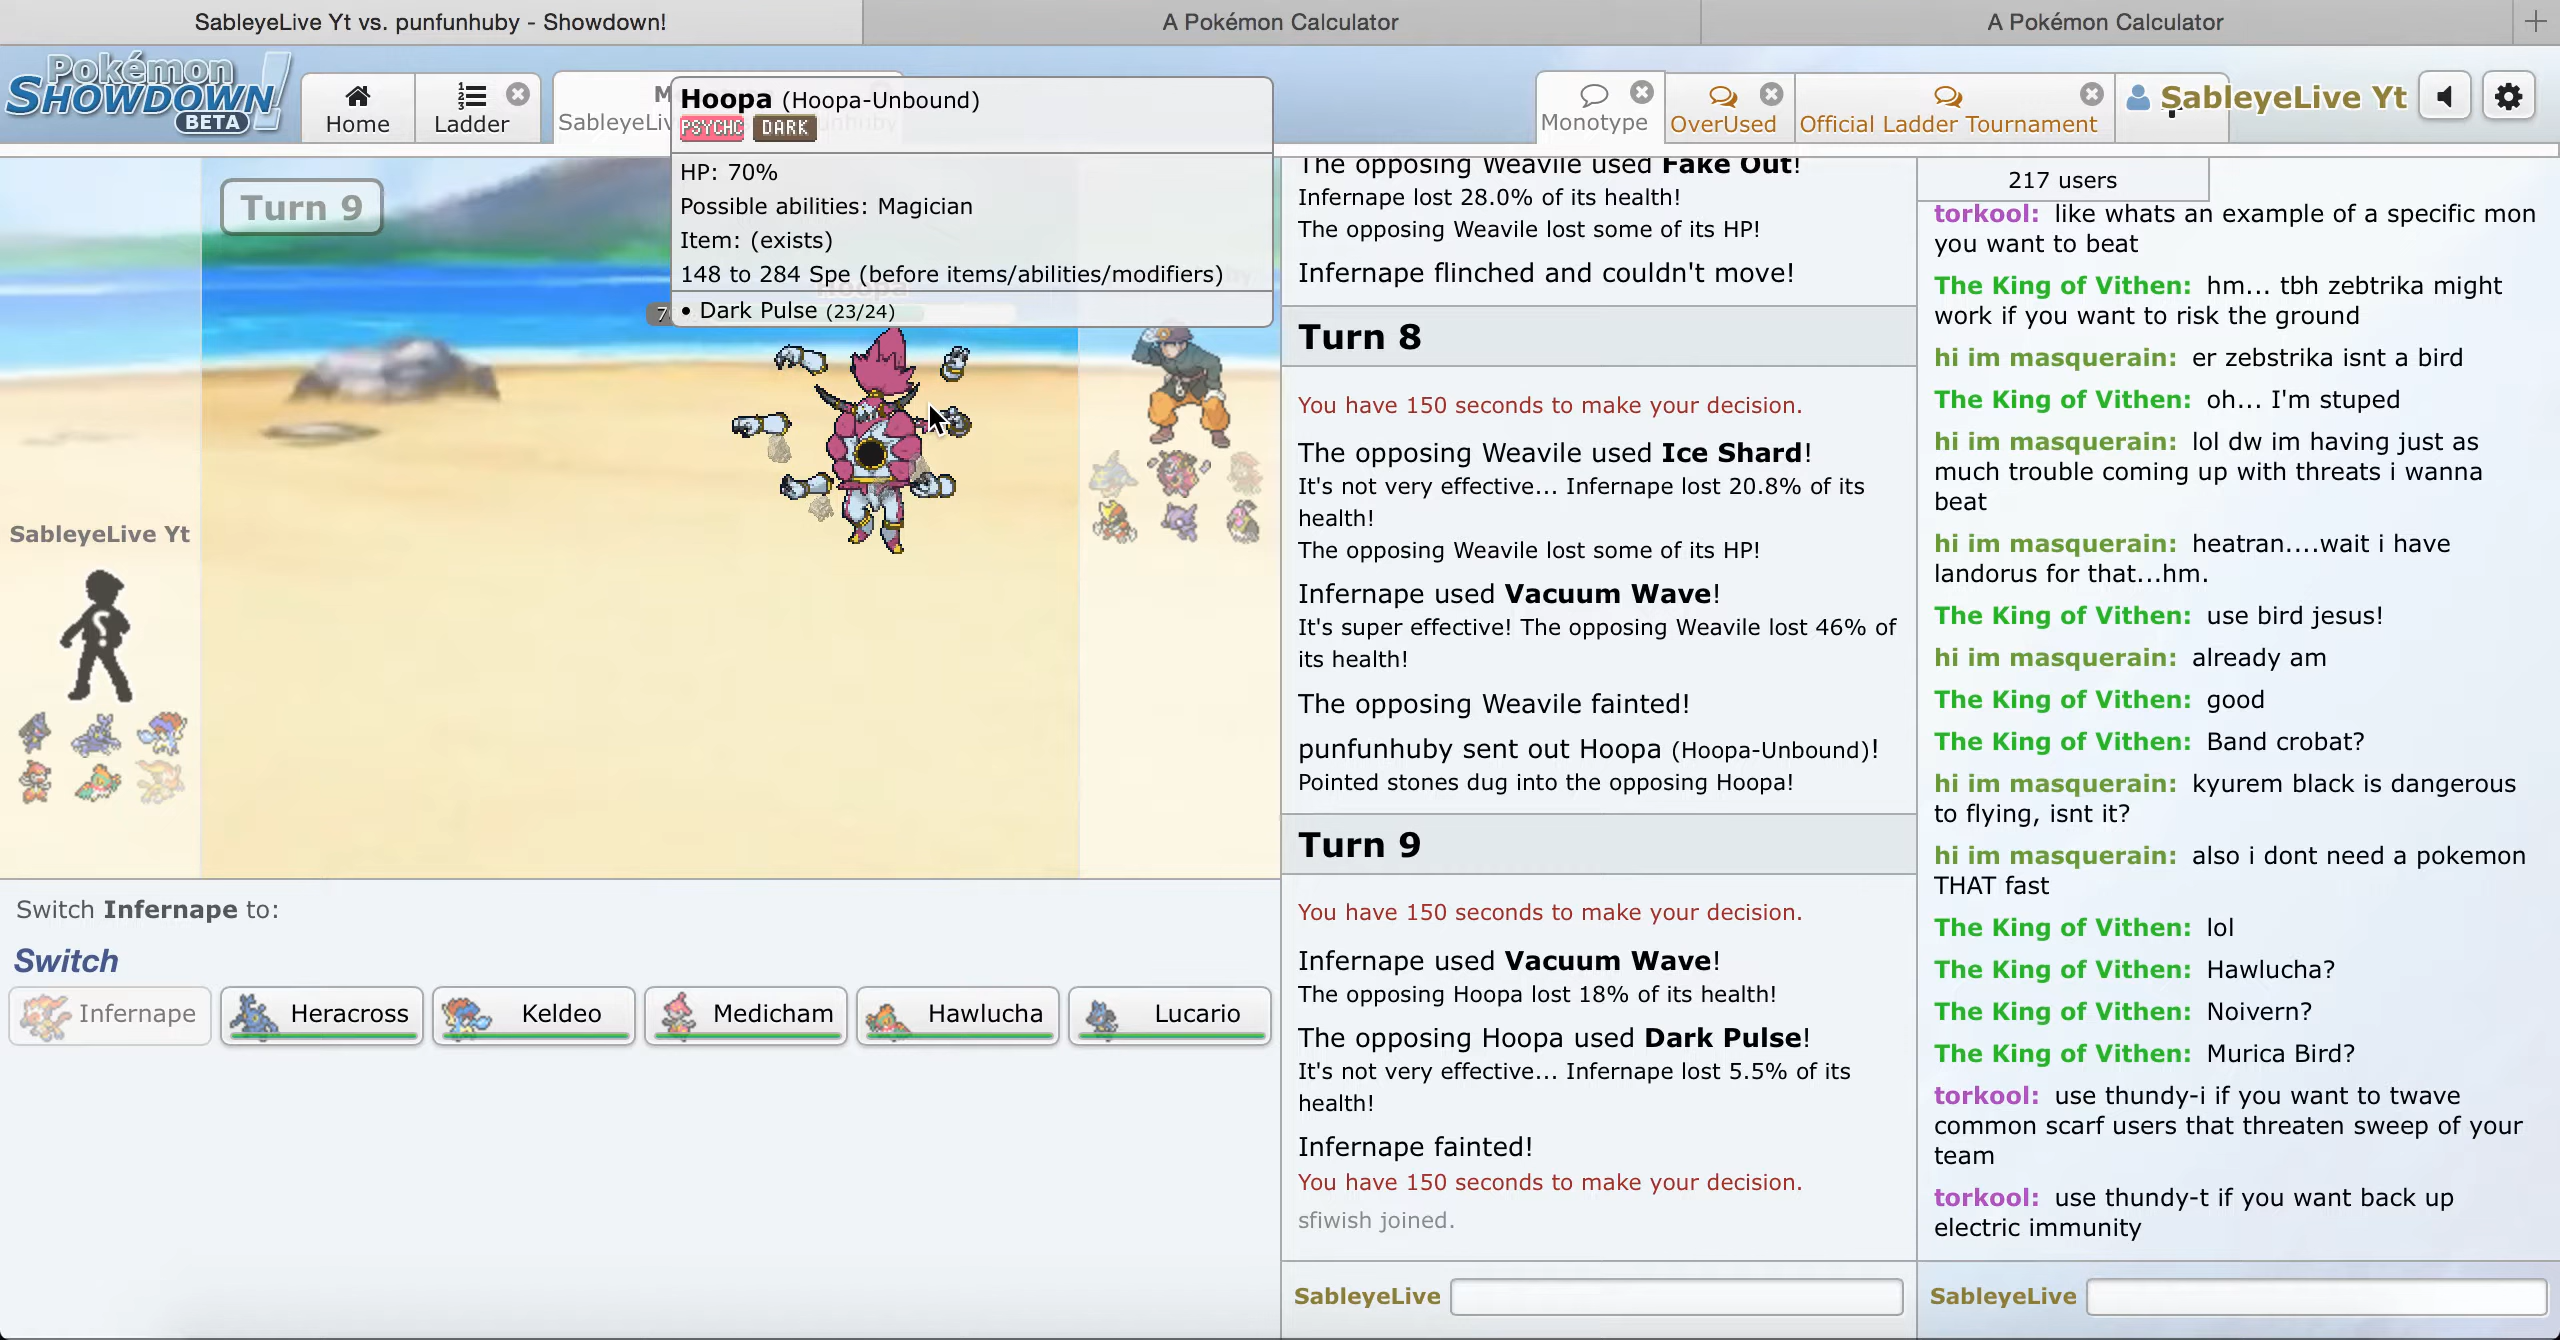 SableyeLive Yt vs. punfunhuby - Showdown!
A Pokémon Calculator
A Pokémon Calculator
Pokémon
SHOWDOWN!
BETA
Home
Ladder
SableyeLiv
Monotype
OverUsed
Official Ladder Tournament
SableyeLive Yt
Hoopa (Hoopa-Unbound)
PSYCHC DARK
HP: 70%
Possible abilities: Magician
Item: (exists)
148 to 284 Spe (before items/abilities/modifiers)
• Dark Pulse (23/24)
Turn 9
SableyeLive Yt
Switch Infernape to:
Switch
Infernape
Heracross
Keldeo
Medicham
Hawlucha
Lucario
The opposing Weavile used Fake Out!
Infernape lost 28.0% of its health!
The opposing Weavile lost some of its HP!
Infernape flinched and couldn't move!
Turn 8
You have 150 seconds to make your decision.
The opposing Weavile used Ice Shard!
It's not very effective... Infernape lost 20.8% of its
health!
The opposing Weavile lost some of its HP!
Infernape used Vacuum Wave!
It's super effective! The opposing Weavile lost 46% of
its health!
The opposing Weavile fainted!
punfunhuby sent out Hoopa (Hoopa-Unbound)!
Pointed stones dug into the opposing Hoopa!
Turn 9
You have 150 seconds to make your decision.
Infernape used Vacuum Wave!
The opposing Hoopa lost 18% of its health!
The opposing Hoopa used Dark Pulse!
It's not very effective... Infernape lost 5.5% of its
health!
Infernape fainted!
You have 150 seconds to make your decision.
sfiwish joined.
SableyeLive
217 users
torkool: like whats an example of a specific mon
you want to beat
The King of Vithen: hm... tbh zebtrika might
work if you want to risk the ground
hi im masquerain: er zebstrika isnt a bird
The King of Vithen: oh... I'm stuped
hi im masquerain: lol dw im having just as
much trouble coming up with threats i wanna
beat
hi im masquerain: heatran....wait i have
landorus for that...hm.
The King of Vithen: use bird jesus!
hi im masquerain: already am
The King of Vithen: good
The King of Vithen: Band crobat?
hi im masquerain: kyurem black is dangerous
to flying, isnt it?
hi im masquerain: also i dont need a pokemon
THAT fast
The King of Vithen: lol
The King of Vithen: Hawlucha?
The King of Vithen: Noivern?
The King of Vithen: Murica Bird?
torkool: use thundy-i if you want to twave
common scarf users that threaten sweep of your
team
torkool: use thundy-t if you want back up
electric immunity
SableyeLive